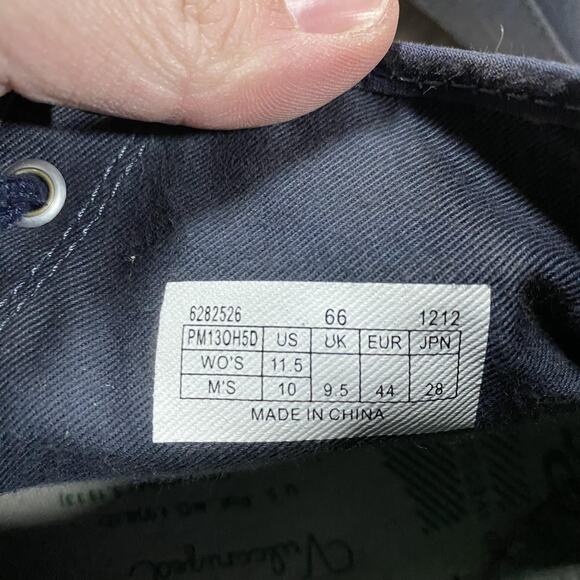 6282526 66 1212
PM13OH5D US UK EUR JPN
WO'S 11.5
M'S 10 9.5 44 28
MADE IN CHINA
Vulcanized